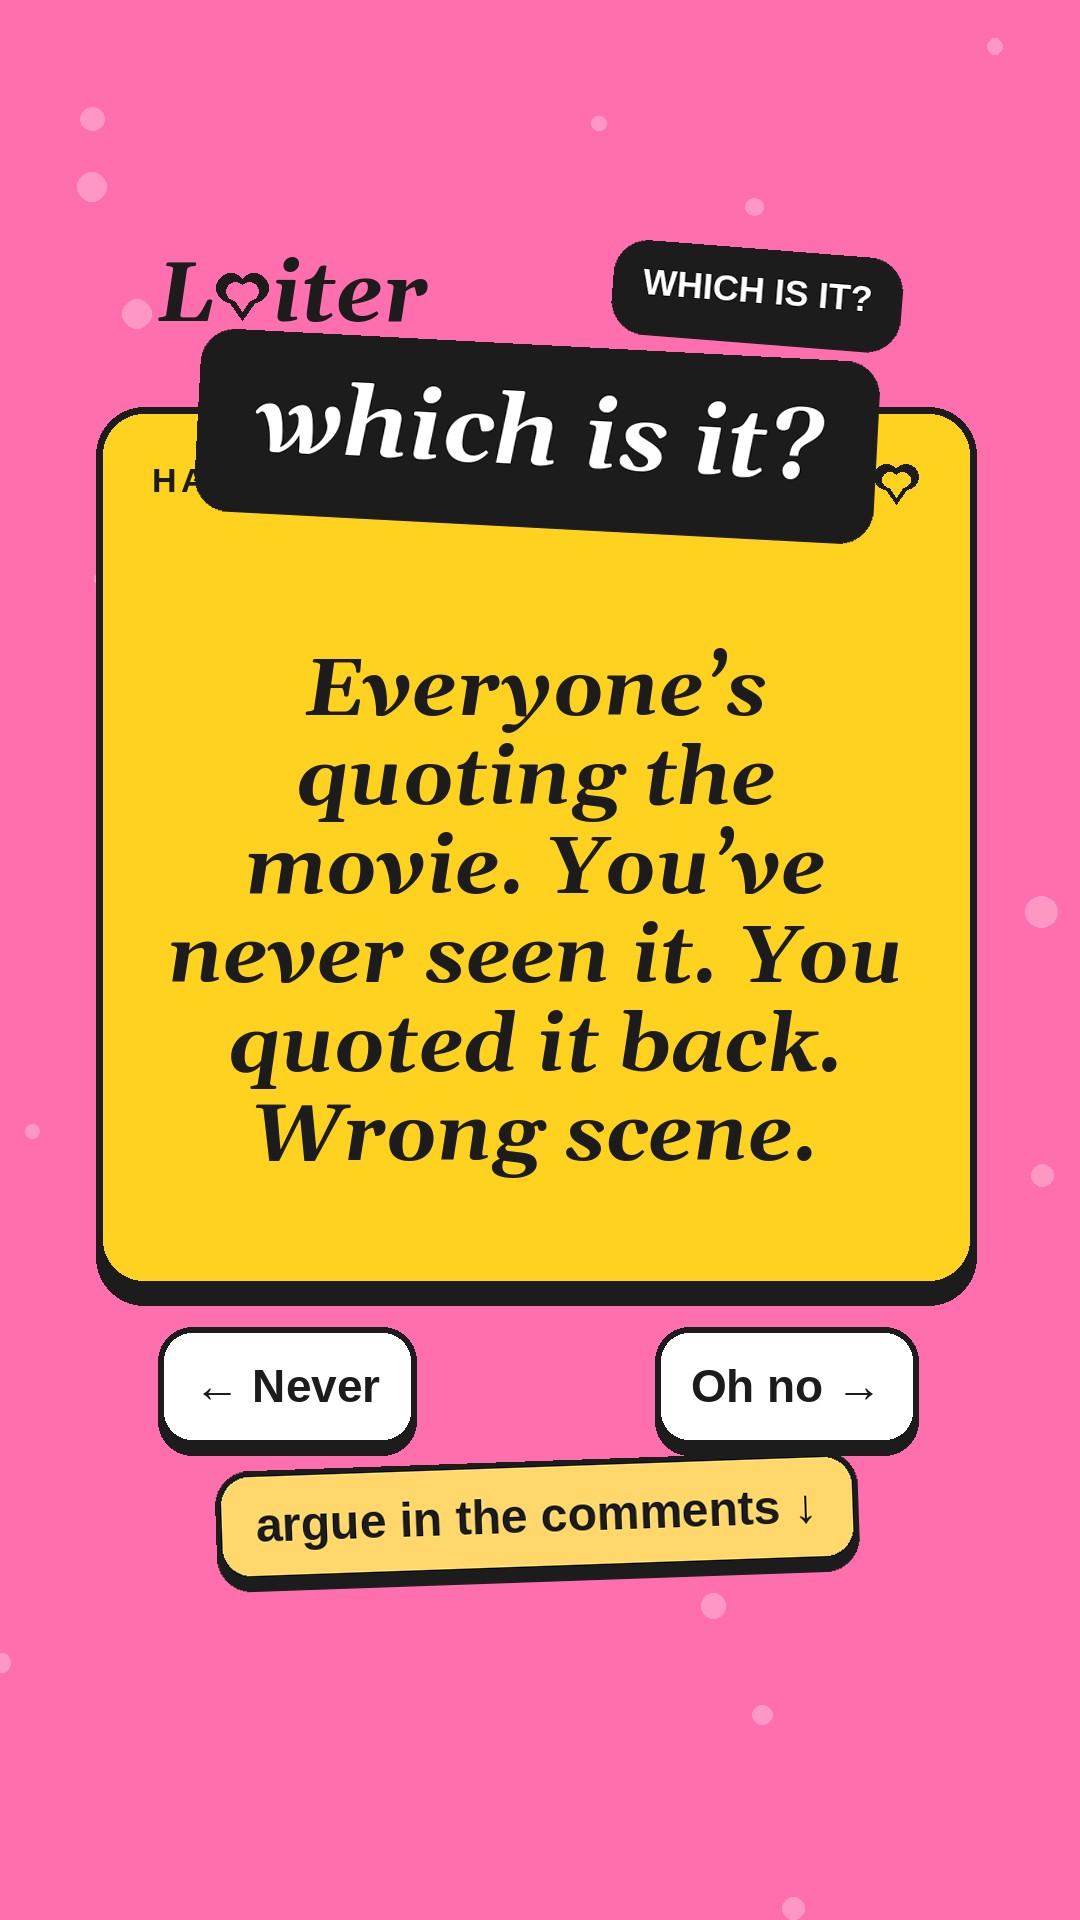 L♡iter
WHICH IS IT?
which is it?
Everyone’s
quoting the
movie. You’ve
never seen it. You
quoted it back.
Wrong scene.
← Never
Oh no →
argue in the comments ↓